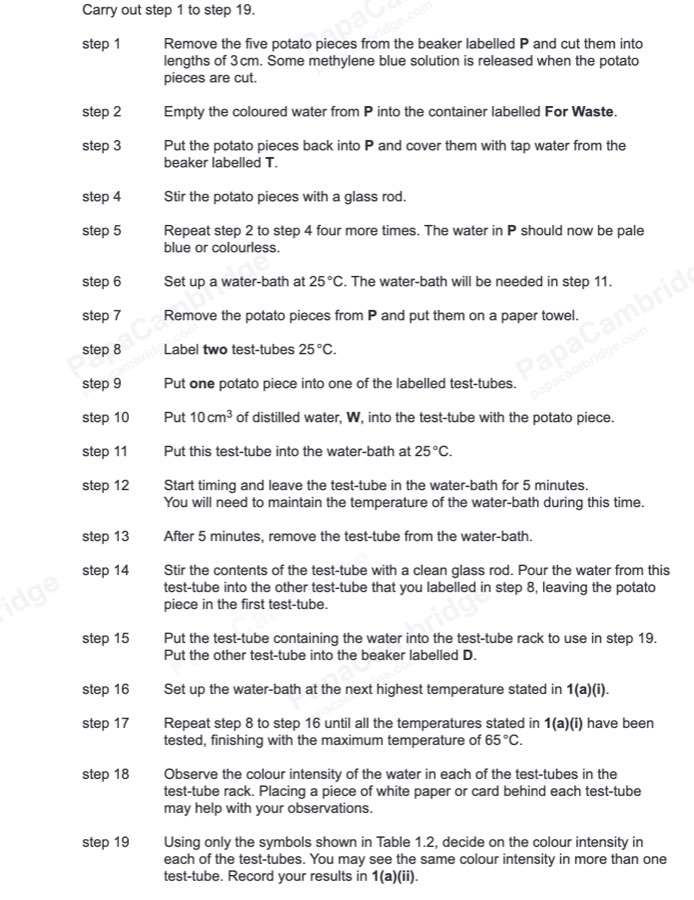 Carry out step 1 to step 19.
step 1 Remove the five potato pieces from the beaker labelled P and cut them into
lengths of 3 cm. Some methylene blue solution is released when the potato
pieces are cut.
step 2 Empty the coloured water from P into the container labelled For Waste.
step 3 Put the potato pieces back into P and cover them with tap water from the
beaker labelled T.
step 4 Stir the potato pieces with a glass rod.
step 5 Repeat step 2 to step 4 four more times. The water in P should now be pale
blue or colourless.
step 6 Set up a water-bath at 25 °C. The water-bath will be needed in step 11.
step 7 Remove the potato pieces from P and put them on a paper towel.
step 8 Label two test-tubes 25 °C.
step 9 Put one potato piece into one of the labelled test-tubes.
step 10 Put 10 cm³ of distilled water, W, into the test-tube with the potato piece.
step 11 Put this test-tube into the water-bath at 25 °C.
step 12 Start timing and leave the test-tube in the water-bath for 5 minutes.
You will need to maintain the temperature of the water-bath during this time.
step 13 After 5 minutes, remove the test-tube from the water-bath.
step 14 Stir the contents of the test-tube with a clean glass rod. Pour the water from this
test-tube into the other test-tube that you labelled in step 8, leaving the potato
piece in the first test-tube.
step 15 Put the test-tube containing the water into the test-tube rack to use in step 19.
Put the other test-tube into the beaker labelled D.
step 16 Set up the water-bath at the next highest temperature stated in 1(a)(i).
step 17 Repeat step 8 to step 16 until all the temperatures stated in 1(a)(i) have been
tested, finishing with the maximum temperature of 65 °C.
step 18 Observe the colour intensity of the water in each of the test-tubes in the
test-tube rack. Placing a piece of white paper or card behind each test-tube
may help with your observations.
step 19 Using only the symbols shown in Table 1.2, decide on the colour intensity in
each of the test-tubes. You may see the same colour intensity in more than one
test-tube. Record your results in 1(a)(ii).
PapaCambridge
papacambridge.com
PapaCambridge
papacambridge.com